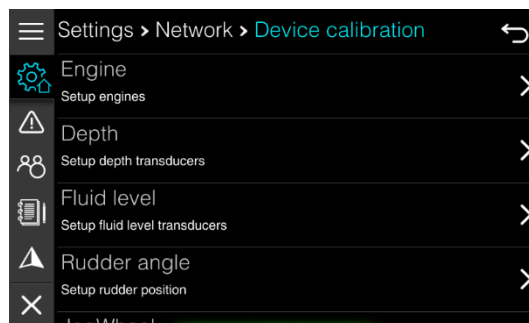 Settings > Network > Device calibration
Engine
Setup engines
Depth
Setup depth transducers
Fluid level
Setup fluid level transducers
Rudder angle
Setup rudder position